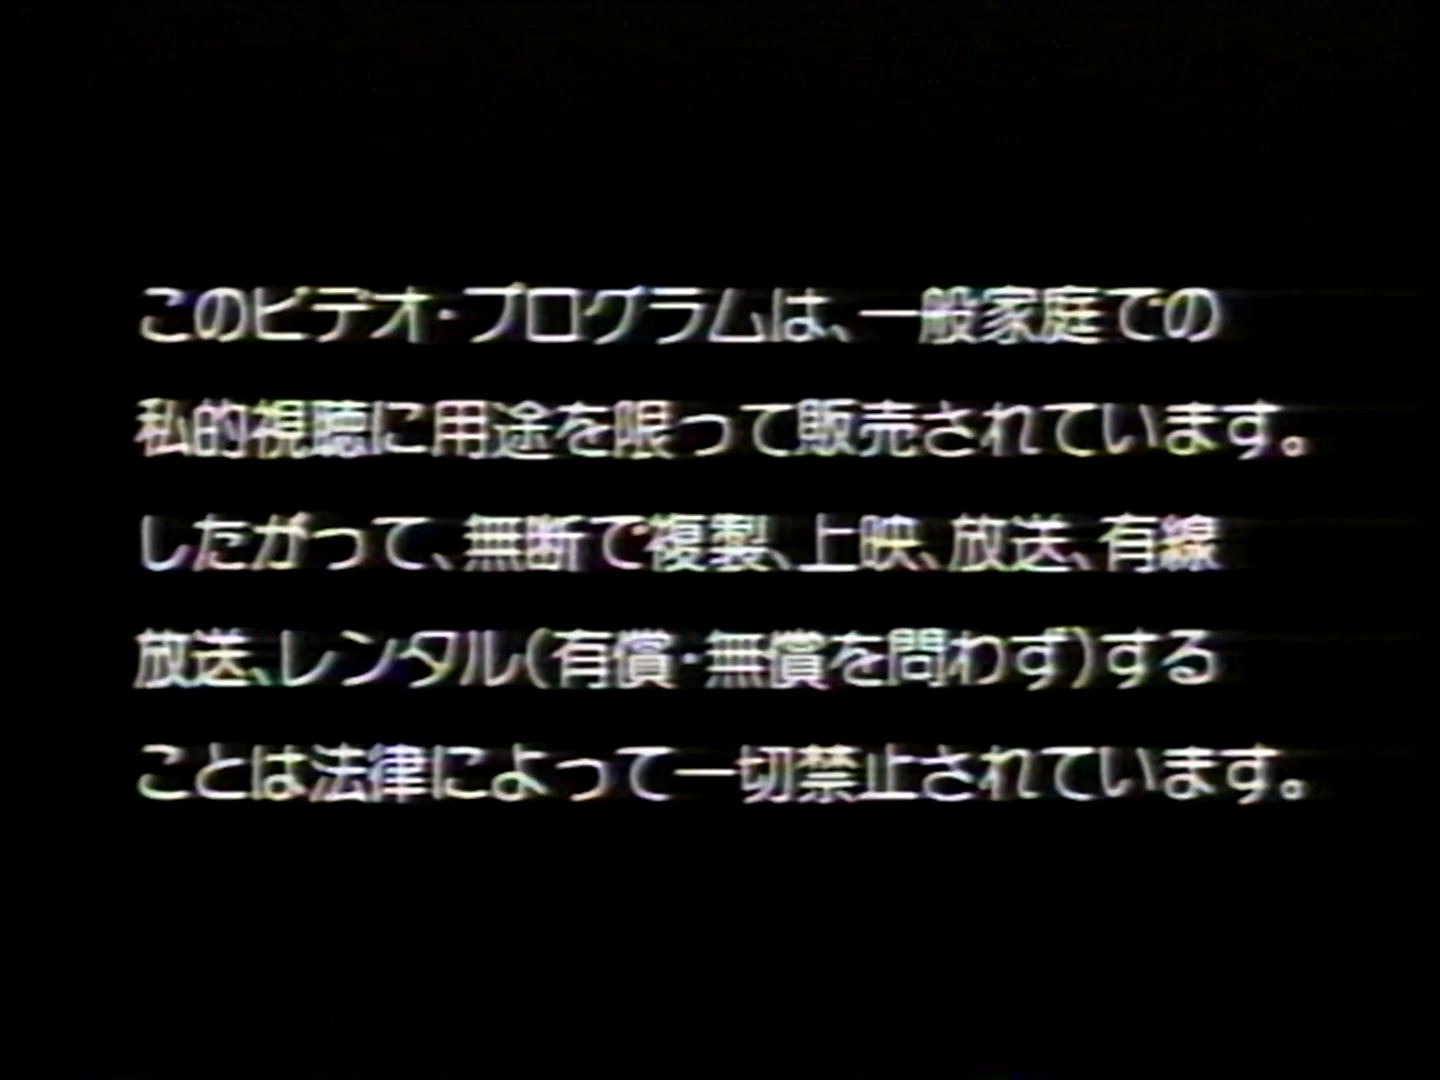 このビデオ・プログラムは、一般家庭での
私的視聴に用途を限って販売されています。
したがって、無断で複製、上映、放送、有線
放送、レンタル(有償・無償を問わず)する
ことは法律によって一切禁止されています。